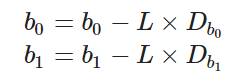 b₀ = b₀ − L × D_{b₀}
b₁ = b₁ − L × D_{b₁}